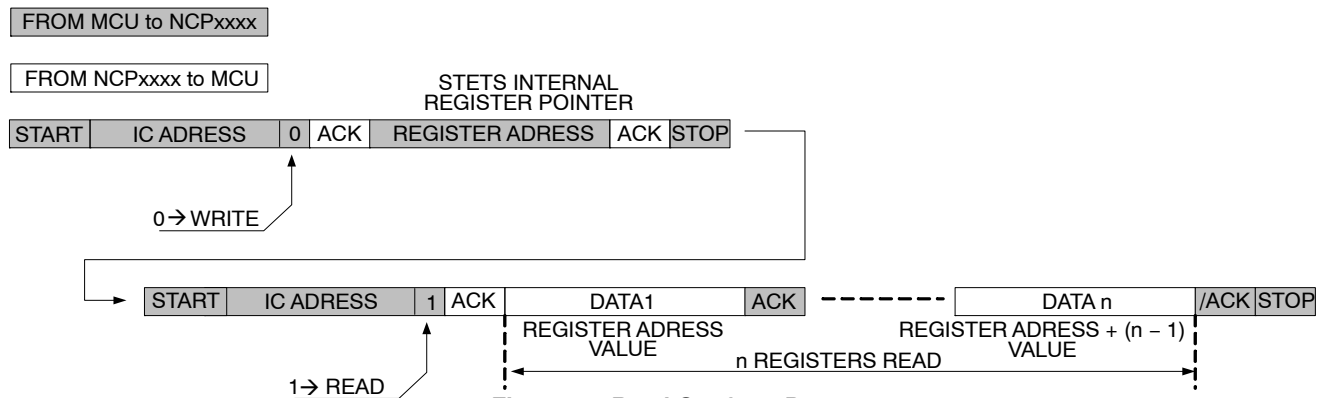 FROM MCU to NCPxxxx
FROM NCPxxxx to MCU
STETS INTERNAL
REGISTER POINTER
START IC ADRESS 0 ACK REGISTER ADRESS ACK STOP
0→ WRITE
START IC ADRESS 1 ACK DATA1 ACK DATA n /ACK STOP
REGISTER ADRESS
VALUE
REGISTER ADRESS + (n − 1)
VALUE
n REGISTERS READ
1→ READ